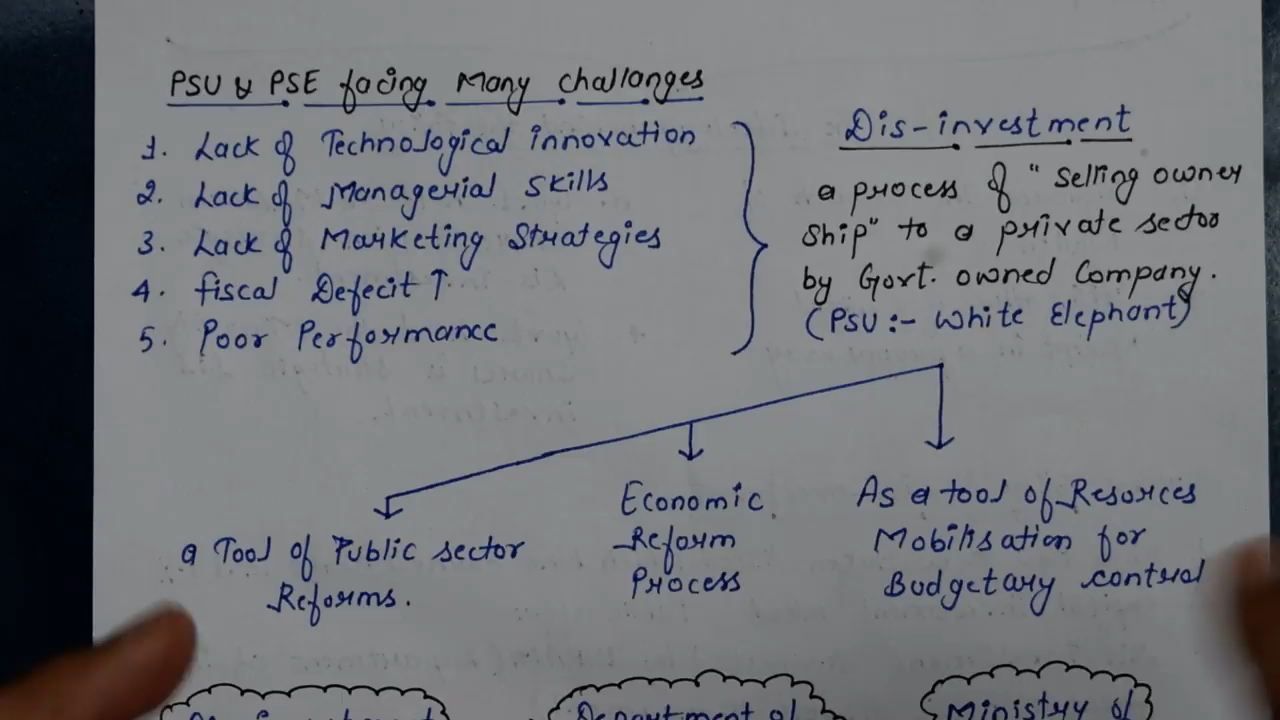 PSU & PSE facing Many challanges
1. Lack of Technological innovation
2. Lack of Managerial Skills
3. Lack of Marketing Strategies
4. fiscal Defecit ↑
5. Poor Performance
Dis-investment
a process of "Selling owner
ship" to a private sector
by Govt. owned Company.
(PSU :- White Elephant)
a Tool of Public sector
Reforms.
Economic
Reform
Process
As a tool of Resorces
Mobilisation for
Budgetary control
Department of
Ministry of